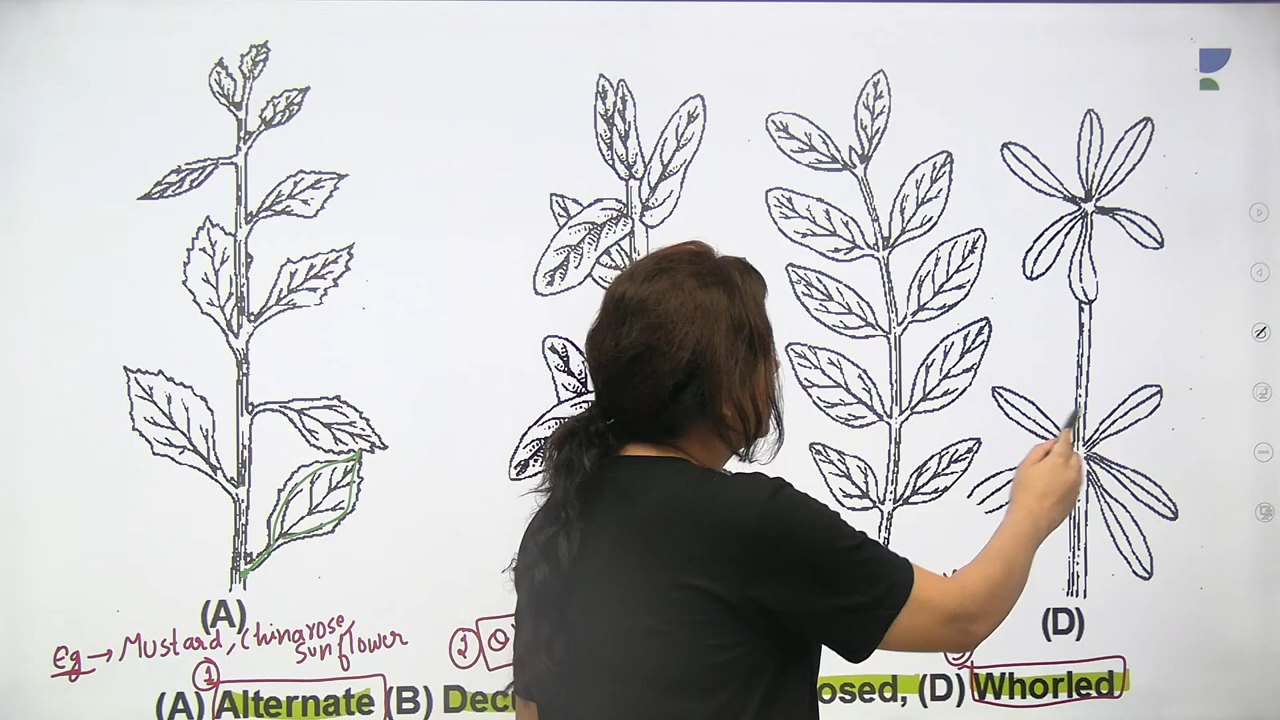 (A)
(D)
Eg → Mustard, Chinarose,
sunflower
1
2
(A) Alternate (B) Dec
osed, (D) Whorled